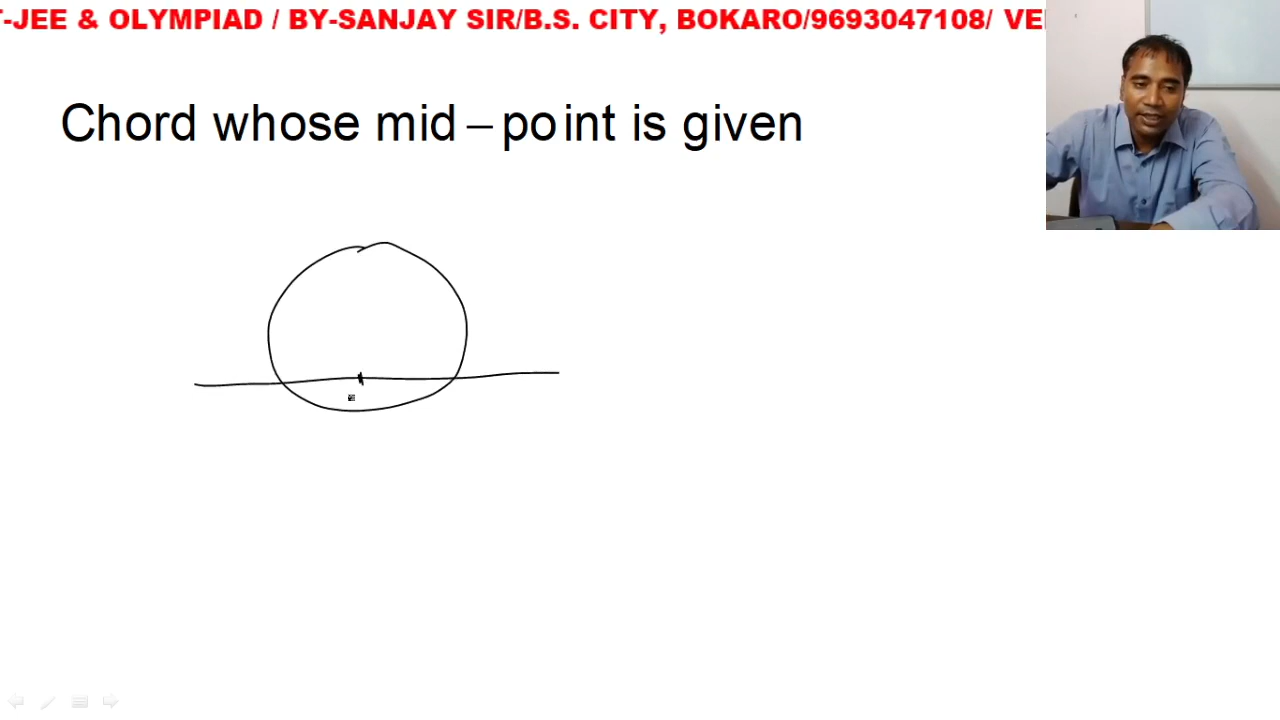 T-JEE & OLYMPIAD / BY-SANJAY SIR/B.S. CITY, BOKARO/9693047108/ VE
Chord whose mid – point is given